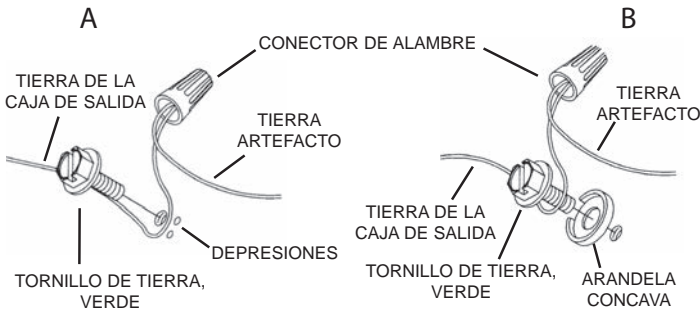 A
B
CONECTOR DE ALAMBRE
TIERRA DE LA
CAJA DE SALIDA
TIERRA
ARTEFACTO
TIERRA
ARTEFACTO
DEPRESIONES
TORNILLO DE TIERRA,
VERDE
TIERRA DE LA
CAJA DE SALIDA
TORNILLO DE TIERRA,
VERDE
ARANDELA
CONCAVA